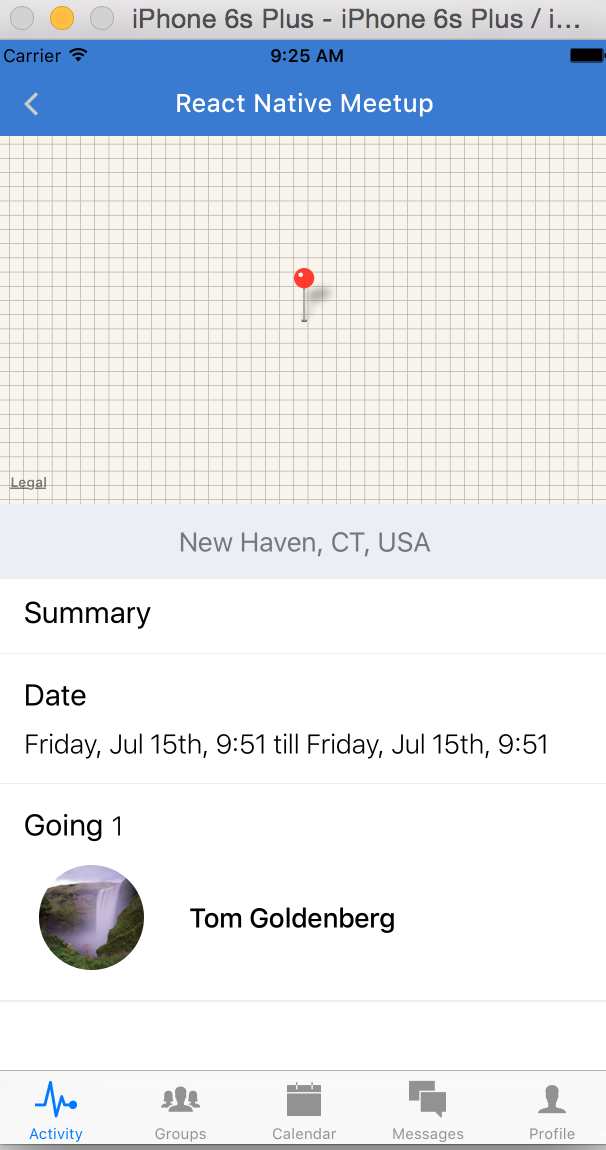 iPhone 6s Plus - iPhone 6s Plus / i...
Carrier 9:25 AM
React Native Meetup
Legal
New Haven, CT, USA
Summary
Date
Friday, Jul 15th, 9:51 till Friday, Jul 15th, 9:51
Going 1
Tom Goldenberg
Activity Groups Calendar Messages Profile